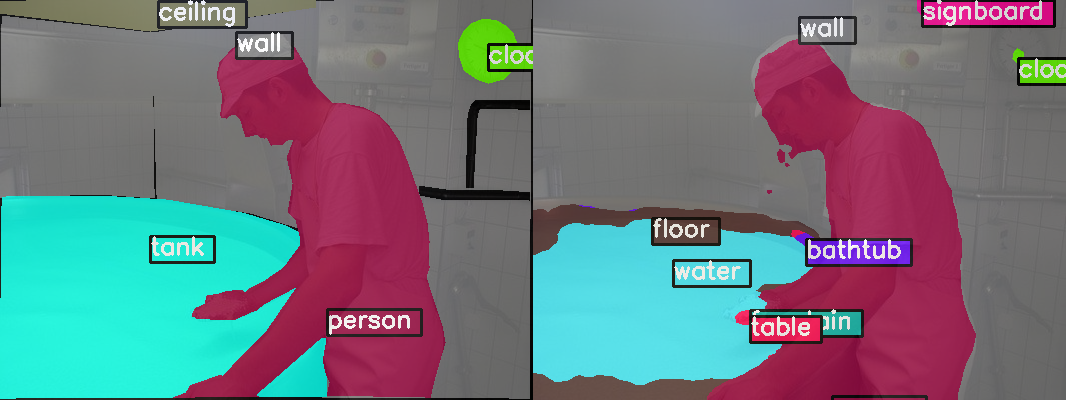 ceiling
wall
tank
person
signboard
wall
floor
water
bathtub
table